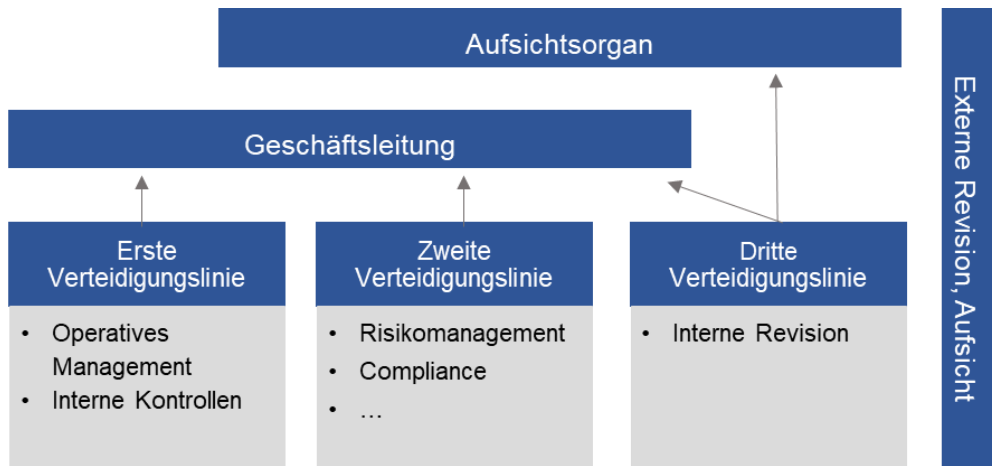 Aufsichtsorgan
Geschäftsleitung
Erste
Verteidigungslinie
• Operatives
Management
• Interne Kontrollen
Zweite
Verteidigungslinie
• Risikomanagement
• Compliance
• …
Dritte
Verteidigungslinie
• Interne Revision
Externe Revision, Aufsicht